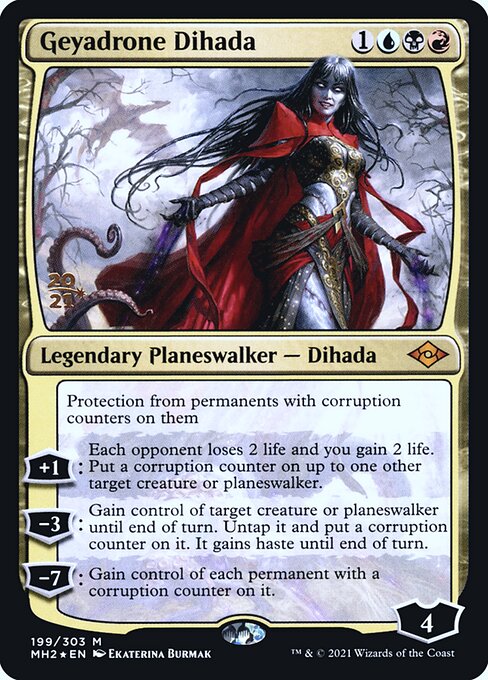 Geyadrone Dihada 1
20
21
Legendary Planeswalker — Dihada
Protection from permanents with corruption
counters on them
Each opponent loses 2 life and you gain 2 life.
+1 : Put a corruption counter on up to one other
target creature or planeswalker.
Gain control of target creature or planeswalker
-3 : until end of turn. Untap it and put a corruption
counter on it. It gains haste until end of turn.
-7 : Gain control of each permanent with a
corruption counter on it.
4
199/303 M
MH2★EN Ekaterina Burmak ™ & © 2021 Wizards of the Coast